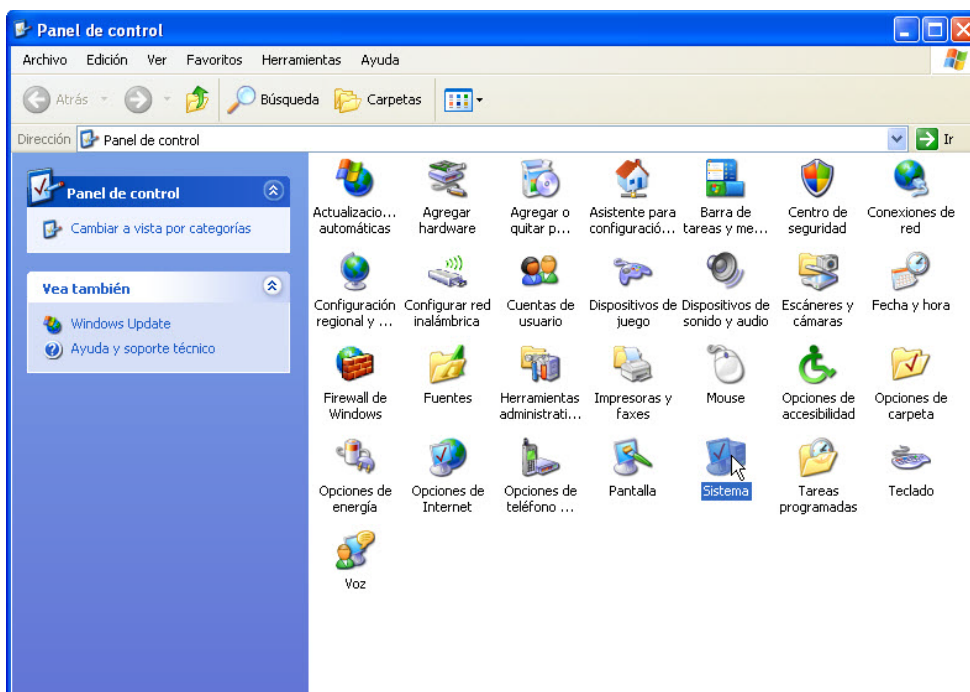 Panel de control
Archivo Edición Ver Favoritos Herramientas Ayuda
Atrás Búsqueda Carpetas
Dirección Panel de control Ir
Panel de control
Cambiar a vista por categorías
Vea también
Windows Update
Ayuda y soporte técnico
Actualizacio... Agregar Agregar o Asistente para Barra de Centro de Conexiones de
automáticas hardware quitar p... configuració... tareas y me... seguridad red
Configuración Configurar red Cuentas de Dispositivos de Dispositivos de Escáneres y Fecha y hora
regional y ... inalámbrica usuario juego sonido y audio cámaras
Firewall de Fuentes Herramientas Impresoras y Mouse Opciones de Opciones de
Windows administrati... faxes accesibilidad carpeta
Opciones de Opciones de Opciones de Pantalla Sistema Tareas Teclado
energía Internet teléfono ... programadas
Voz